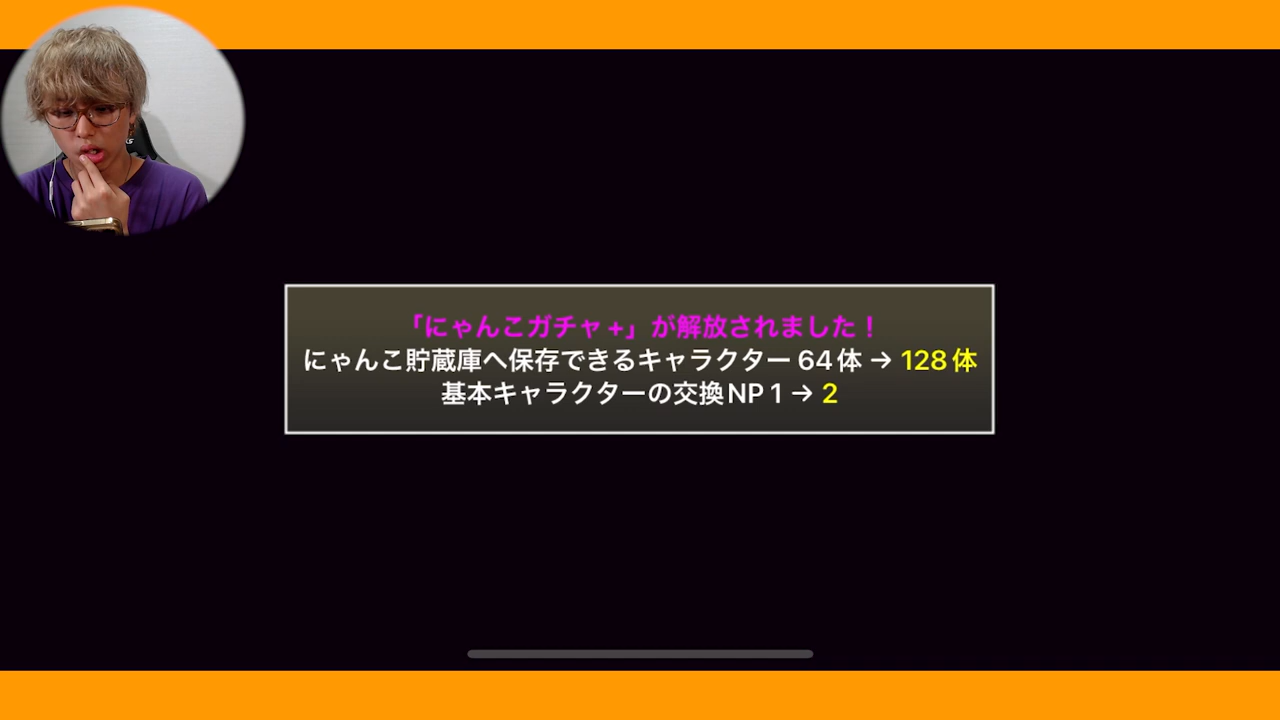 「にゃんこガチャ+」が解放されました!
にゃんこ貯蔵庫へ保存できるキャラクター 64体 → 128体
基本キャラクターの交換NP 1 → 2